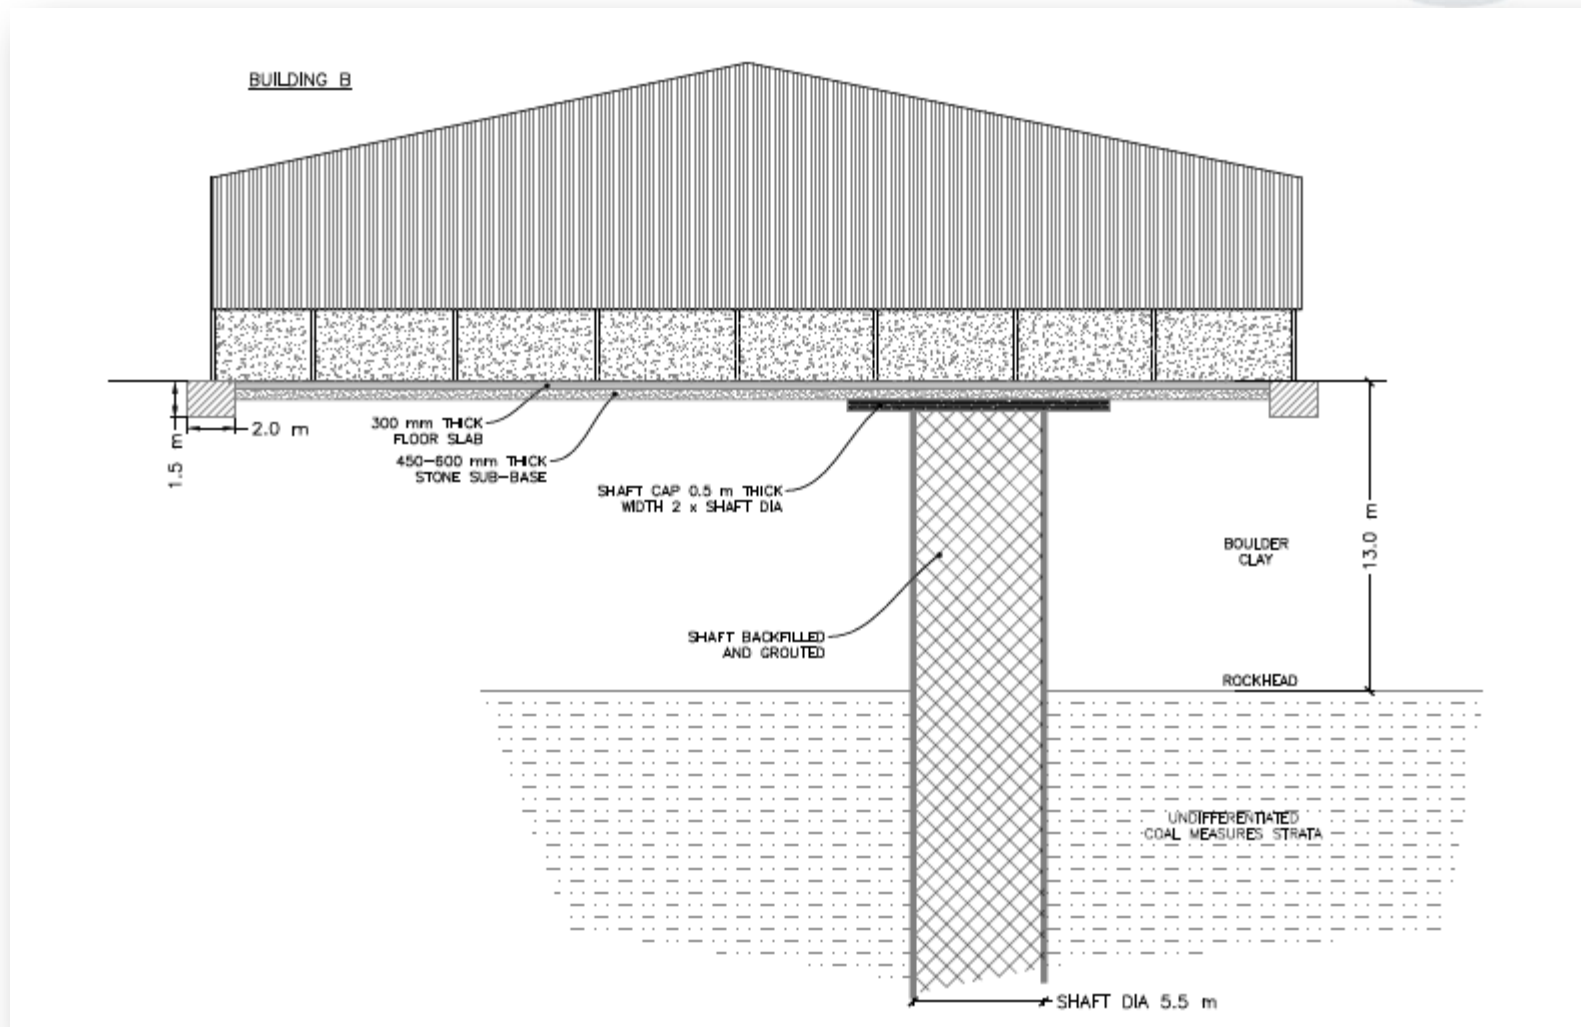 BUILDING B
300 mm THICK
FLOOR SLAB
2.0 m
1.5 m
450-600 mm THICK
STONE SUB-BASE
SHAFT CAP 0.5 m THICK
WIDTH 2 x SHAFT DIA
13.0 m
BOULDER
CLAY
SHAFT BACKFILLED
AND GROUTED
ROCKHEAD
UNDIFFERENTIATED
COAL MEASURES STRATA
SHAFT DIA 5.5 m